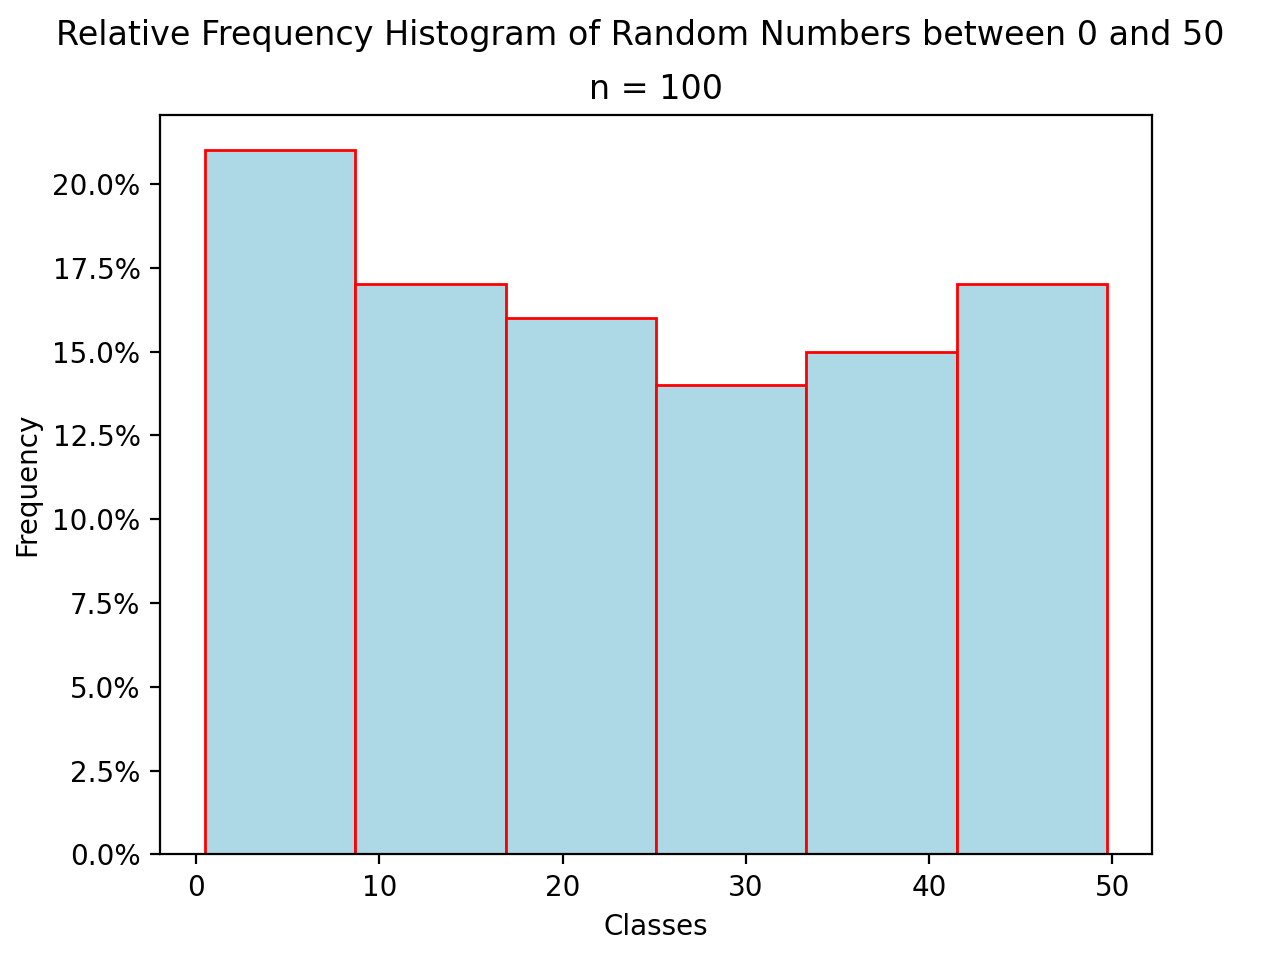 Relative Frequency Histogram of Random Numbers between 0 and 50
n = 100
20.0%
17.5%
15.0%
12.5%
10.0%
7.5%
5.0%
2.5%
0.0%
Frequency
0 10 20 30 40 50
Classes